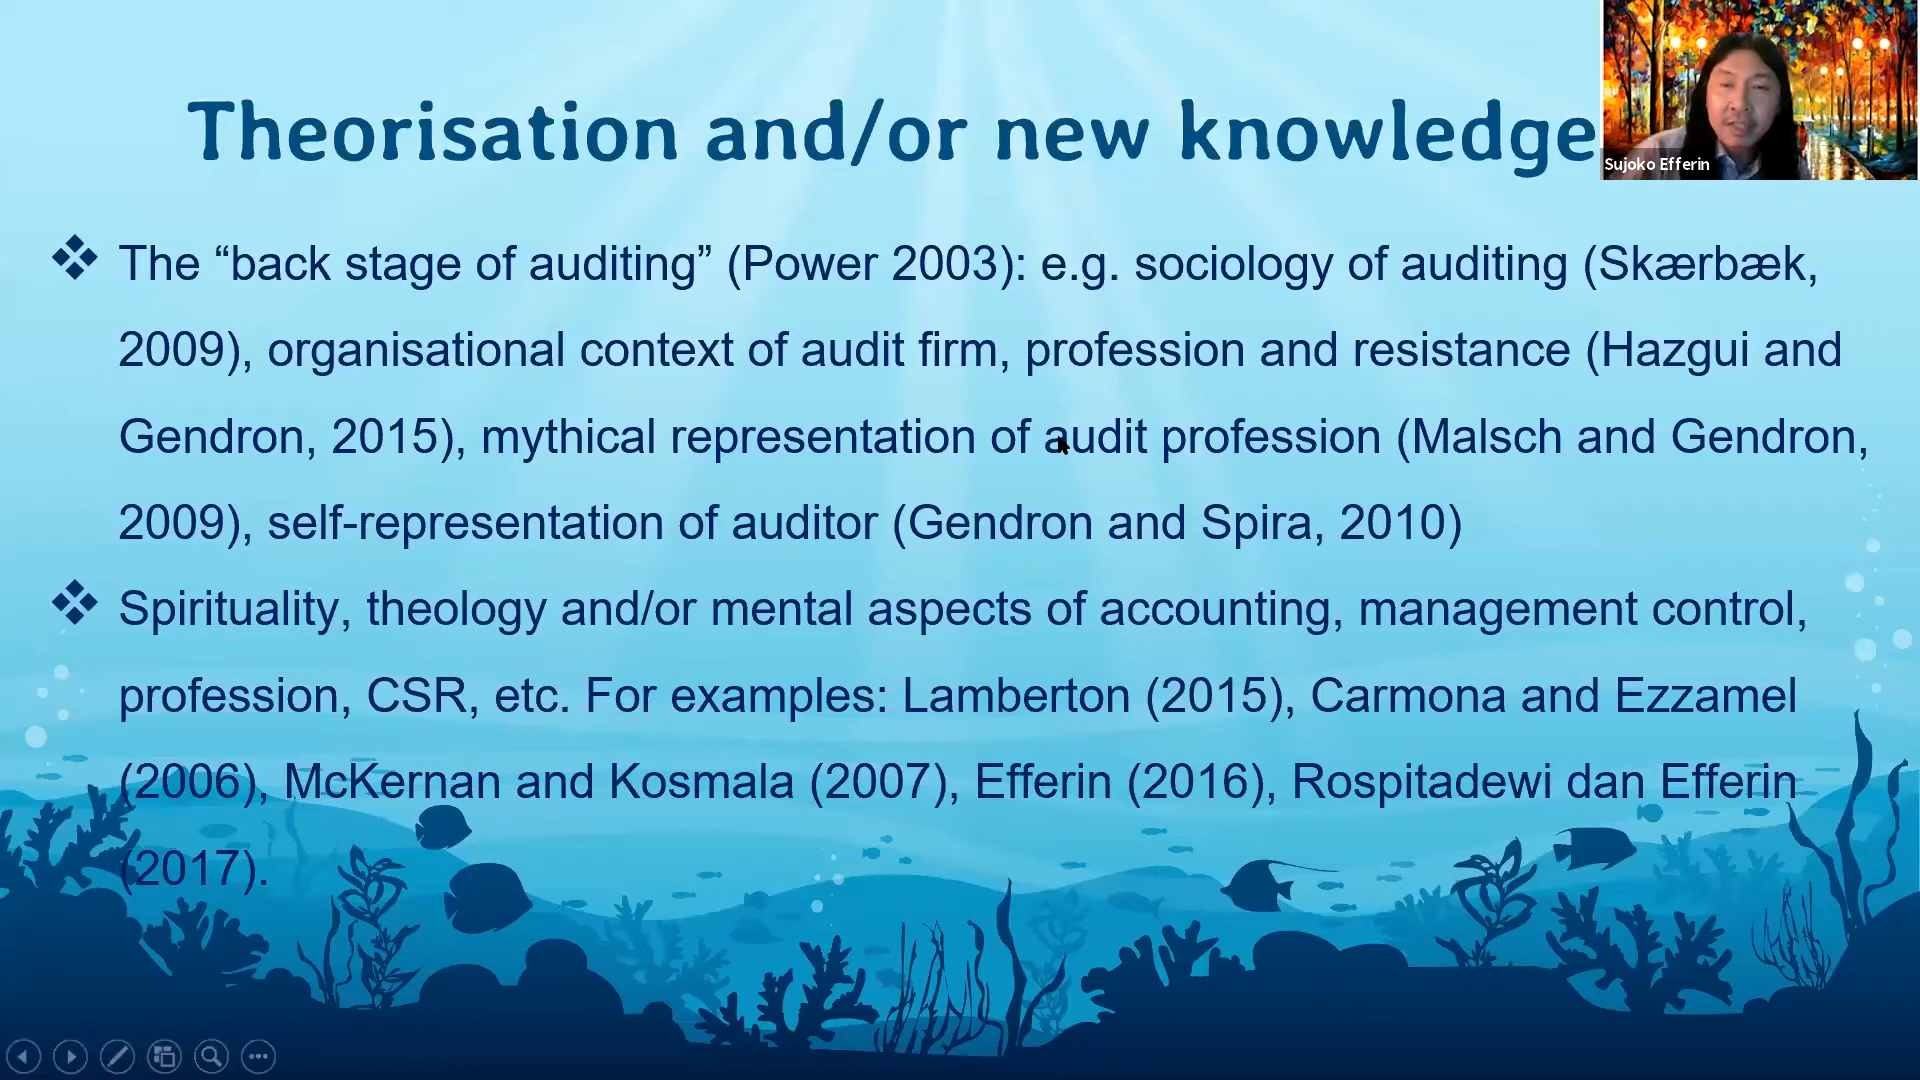 Theorisation and/or new knowledge
Sujoko Efferin
❖ The “back stage of auditing” (Power 2003): e.g. sociology of auditing (Skærbæk,
2009), organisational context of audit firm, profession and resistance (Hazgui and
Gendron, 2015), mythical representation of audit profession (Malsch and Gendron,
2009), self-representation of auditor (Gendron and Spira, 2010)
❖ Spirituality, theology and/or mental aspects of accounting, management control,
profession, CSR, etc. For examples: Lamberton (2015), Carmona and Ezzamel
(2006), McKernan and Kosmala (2007), Efferin (2016), Rospitadewi dan Efferin
(2017).